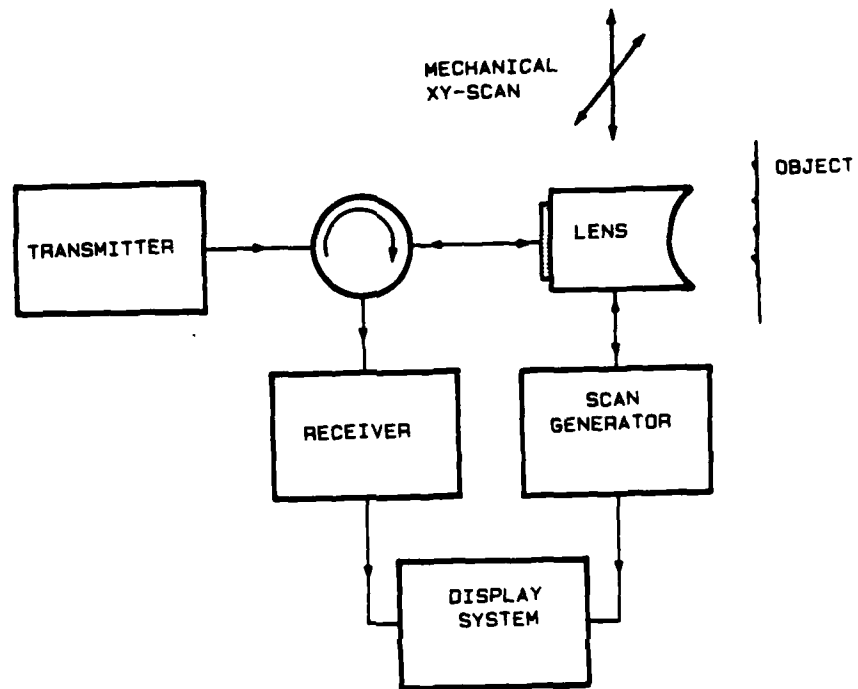 MECHANICAL
XY-SCAN
OBJECT
TRANSMITTER
LENS
RECEIVER
SCAN
GENERATOR
DISPLAY
SYSTEM